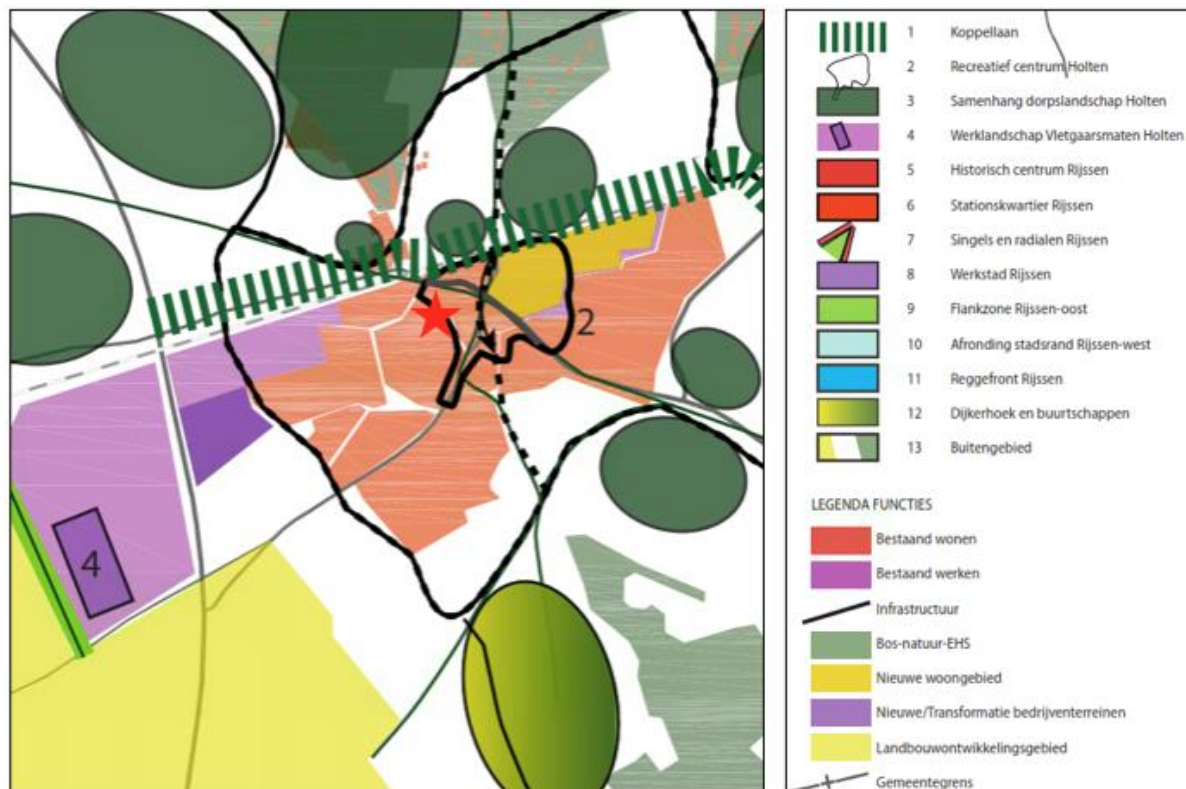 2
4
1 Koppellaan
2 Recreatief centrum Holten
3 Samenhang dorpslandschap Holten
4 Werklandschap Vletgaarsmaten Holten
5 Historisch centrum Rijssen
6 Stationskwartier Rijssen
7 Singels en radialen Rijssen
8 Werkstad Rijssen
9 Flankzone Rijssen-oost
10 Afronding stadsrand Rijssen-west
11 Reggefront Rijssen
12 Dijkerhoek en buurtschappen
13 Buitengebied
LEGENDA FUNCTIES
Bestaand wonen
Bestaand werken
Infrastructuur
Bos-natuur-EHS
Nieuwe woongebied
Nieuwe/Transformatie bedrijventerreinen
Landbouwontwikkelingsgebied
Gemeentegrens